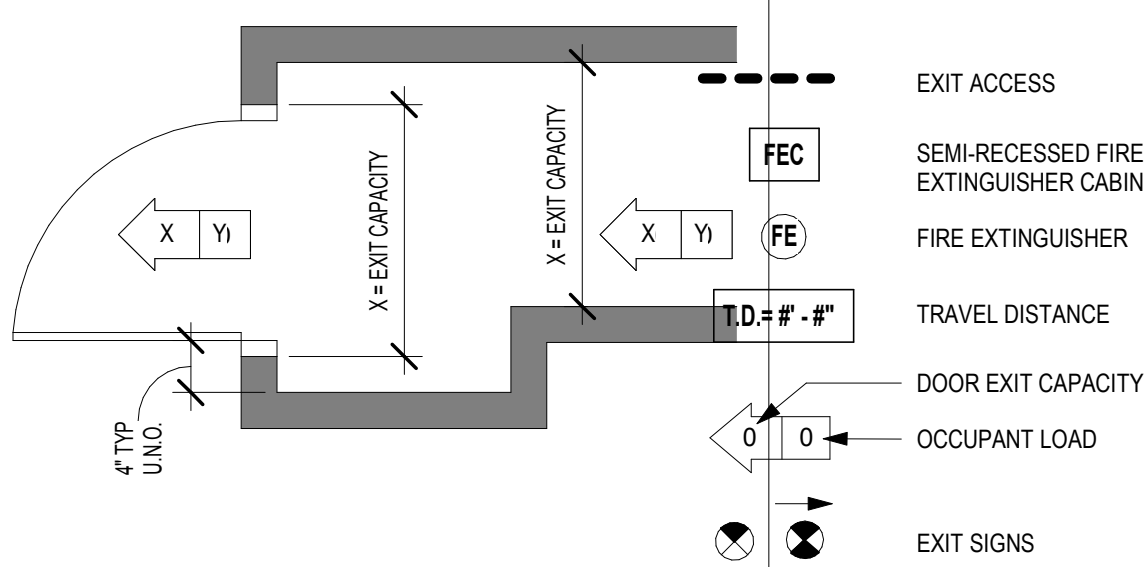 EXIT ACCESS
FEC
SEMI-RECESSED FIRE
EXTINGUISHER CABIN
X = EXIT CAPACITY
X = EXIT CAPACITY
X Y)
X Y)
FE
FIRE EXTINGUISHER
T.D.= #' - #"
TRAVEL DISTANCE
DOOR EXIT CAPACITY
4" TYP
U.N.O.
0 0
OCCUPANT LOAD
EXIT SIGNS